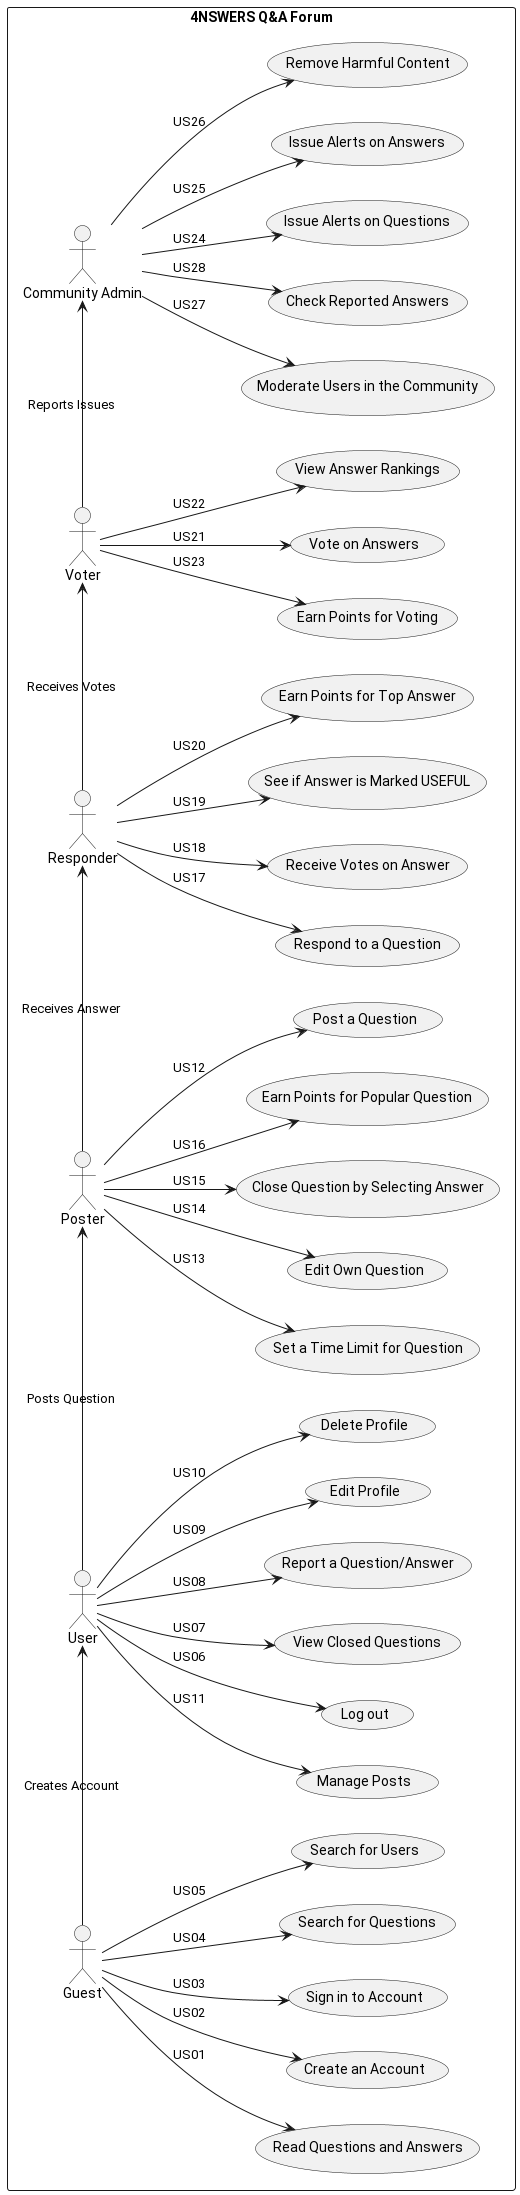 4NSWERS Q&A Forum
Remove Harmful Content
US26
Issue Alerts on Answers
US25
Issue Alerts on Questions
US24
US28
Community Admin
Check Reported Answers
US27
Moderate Users in the Community
Reports Issues
View Answer Rankings
US22
US21
Vote on Answers
US23
Voter
Earn Points for Voting
Receives Votes
Earn Points for Top Answer
US20
See if Answer is Marked USEFUL
US19
US18
Responder
Receive Votes on Answer
US17
Respond to a Question
Receives Answer
Post a Question
US12
Earn Points for Popular Question
US16
US15
Close Question by Selecting Answer
US14
Poster
US13
Edit Own Question
Set a Time Limit for Question
Posts Question
Delete Profile
US10
Edit Profile
US09
Report a Question/Answer
US08
US07
User
View Closed Questions
US06
US11
Log out
Manage Posts
Creates Account
Search for Users
US05
Search for Questions
US04
US03
Guest
Sign in to Account
US02
US01
Create an Account
Read Questions and Answers